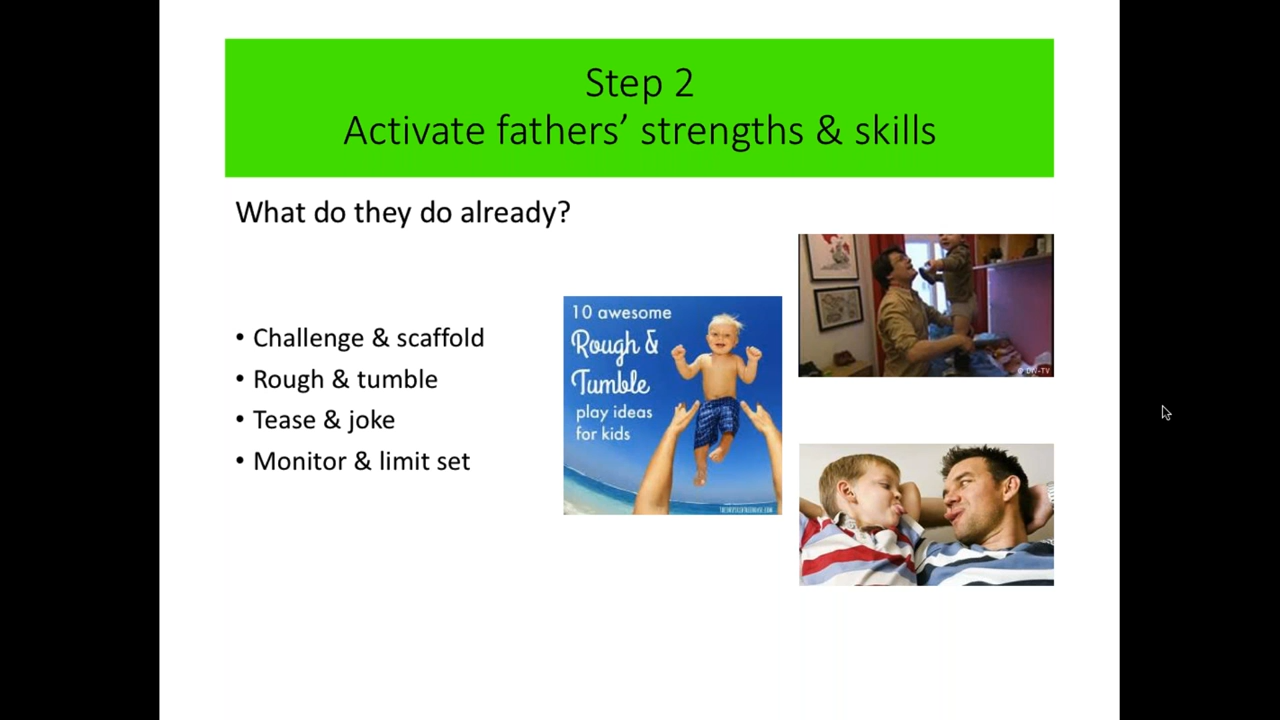 Step 2
Activate fathers’ strengths & skills
What do they do already?
• Challenge & scaffold
• Rough & tumble
• Tease & joke
• Monitor & limit set
10 awesome
Rough &
Tumble
play ideas
for kids